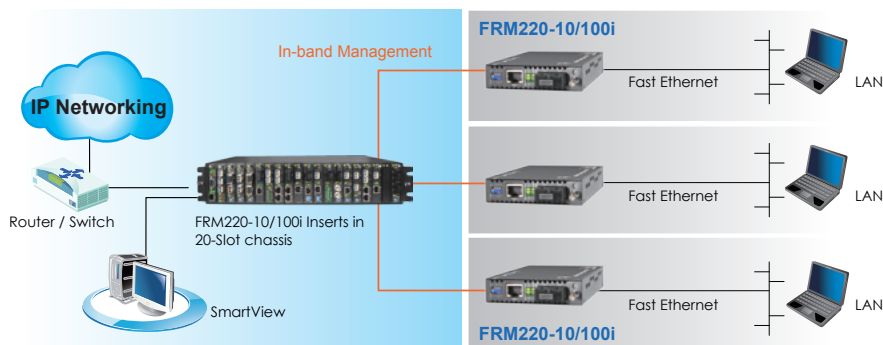 FRM220-10/100i
In-band Management
Fast Ethernet
LAN
IP Networking
Fast Ethernet
LAN
Router / Switch
FRM220-10/100i Inserts in
20-Slot chassis
SmartView
Fast Ethernet
LAN
FRM220-10/100i